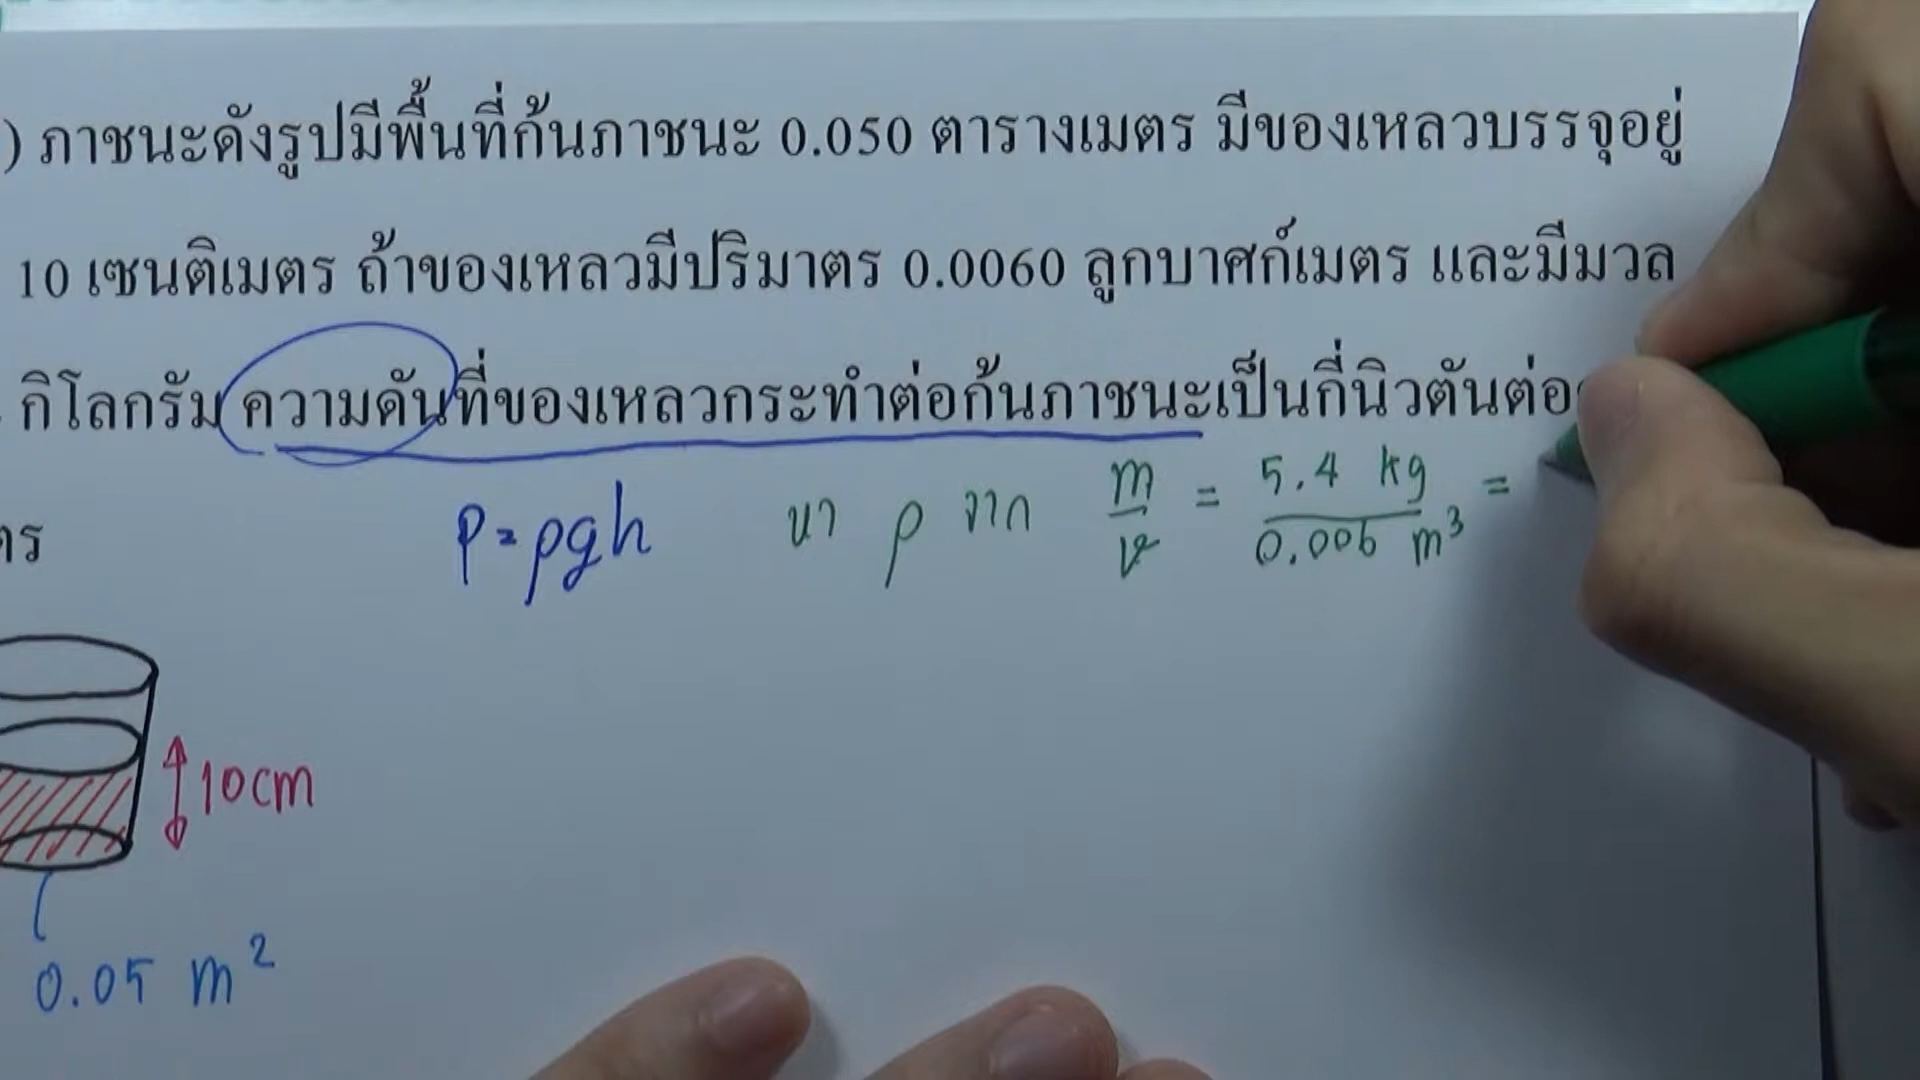 ) ภาชนะดังรูปมีพื้นที่ก้นภาชนะ 0.050 ตารางเมตร มีของเหลวบรรจุอยู่
10 เซนติเมตร ถ้าของเหลวมีปริมาตร 0.0060 ลูกบาศก์เมตร และมีมวล
กิโลกรัม ความดันที่ของเหลวกระทำต่อก้นภาชนะเป็นกี่นิวตันต่อ
P = ρgh หา ρ จาก m/v = 5.4 kg / 0.006 m³ =
10cm
0.05 m²